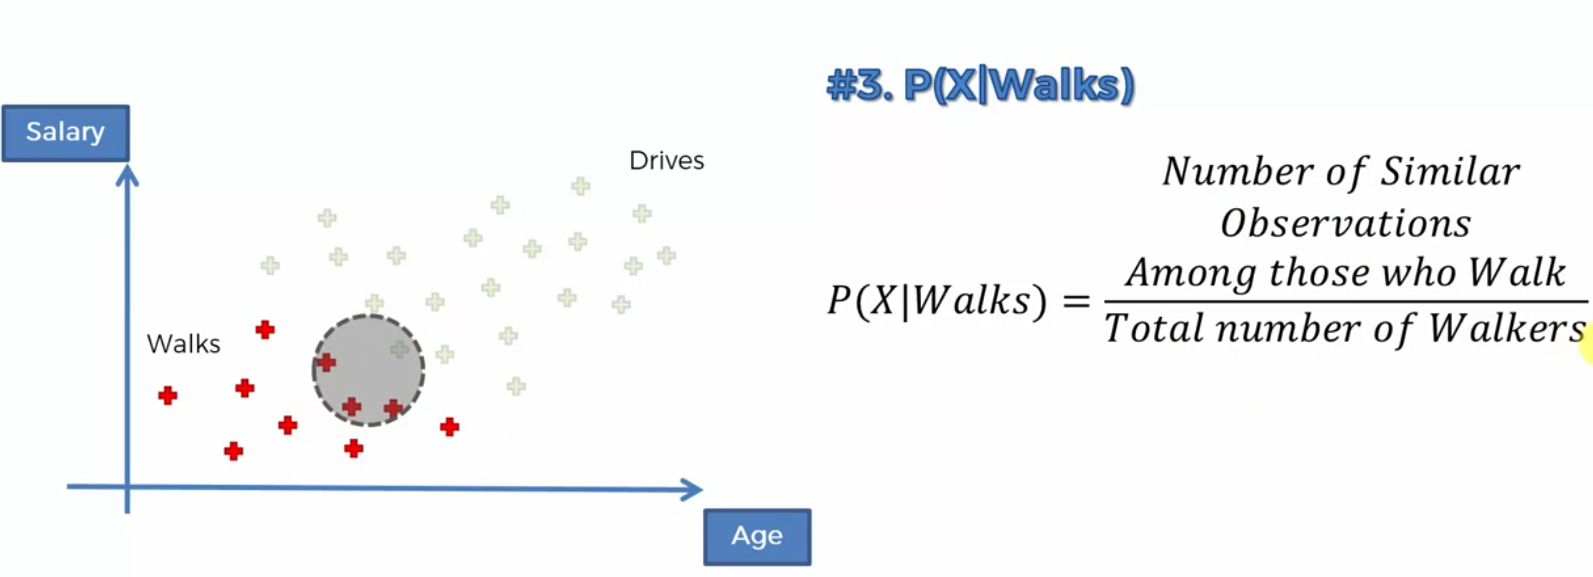 #3. P(X|Walks)
Salary
Drives
Walks
Age
Number of Similar
Observations
Among those who Walk
P(X|Walks) =
Total number of Walkers